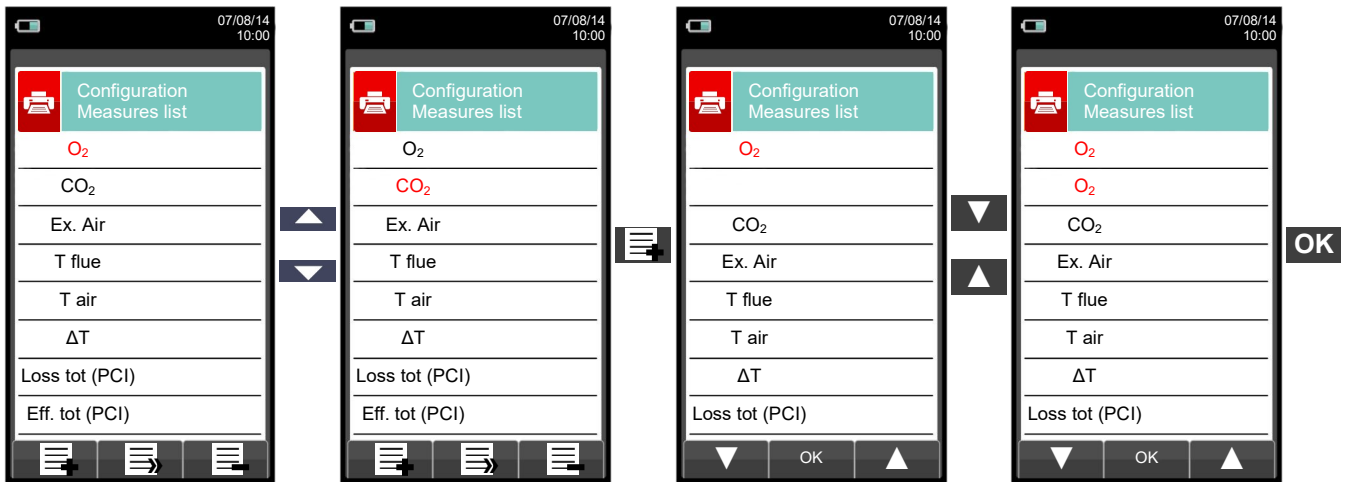 07/08/14
10:00
Configuration
Measures list
O₂
CO₂
Ex. Air
T flue
T air
ΔT
Loss tot (PCI)
Eff. tot (PCI)
07/08/14
10:00
Configuration
Measures list
O₂
CO₂
Ex. Air
T flue
T air
ΔT
Loss tot (PCI)
Eff. tot (PCI)
07/08/14
10:00
Configuration
Measures list
O₂
CO₂
Ex. Air
T flue
T air
ΔT
Loss tot (PCI)
OK
07/08/14
10:00
Configuration
Measures list
O₂
O₂
CO₂
Ex. Air
T flue
T air
ΔT
Loss tot (PCI)
OK
OK